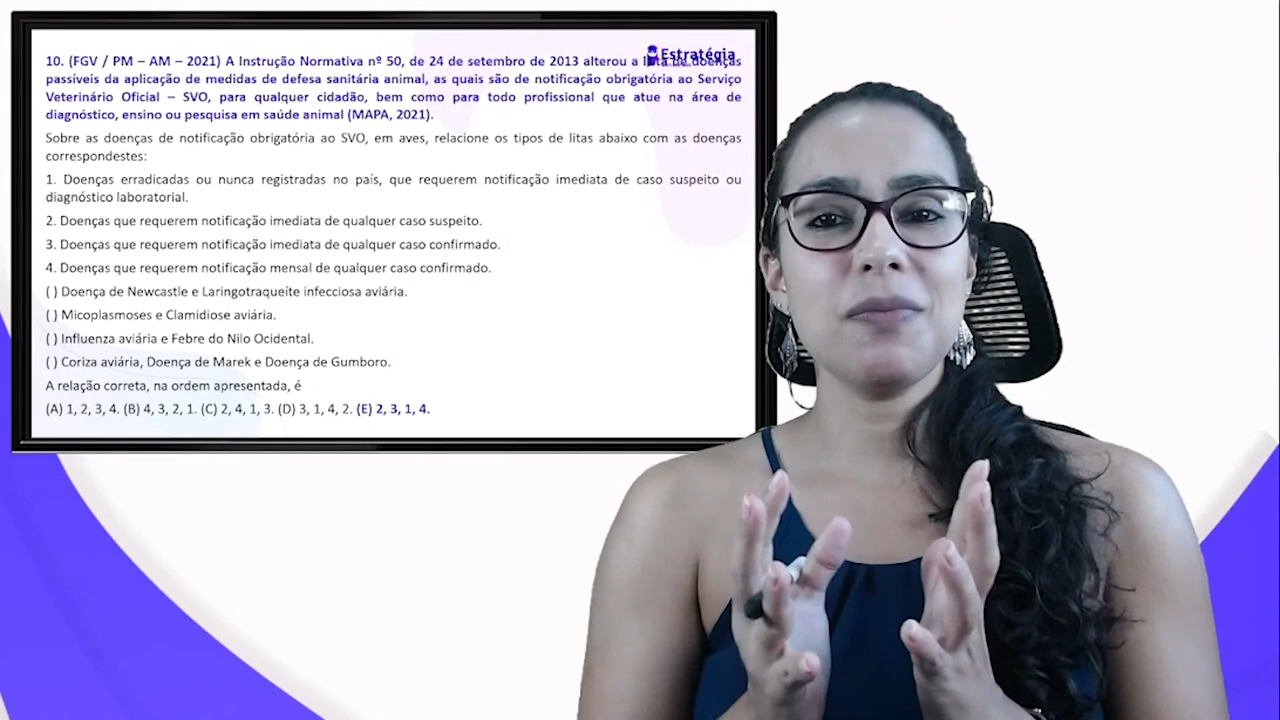 Estratégia
10. (FGV / PM – AM – 2021) A Instrução Normativa nº 50, de 24 de setembro de 2013 alterou a lista de doenças
passíveis da aplicação de medidas de defesa sanitária animal, as quais são de notificação obrigatória ao Serviço
Veterinário Oficial – SVO, para qualquer cidadão, bem como para todo profissional que atue na área de
diagnóstico, ensino ou pesquisa em saúde animal (MAPA, 2021).
Sobre as doenças de notificação obrigatória ao SVO, em aves, relacione os tipos de litas abaixo com as doenças
correspondestes:
1. Doenças erradicadas ou nunca registradas no país, que requerem notificação imediata de caso suspeito ou
diagnóstico laboratorial.
2. Doenças que requerem notificação imediata de qualquer caso suspeito.
3. Doenças que requerem notificação imediata de qualquer caso confirmado.
4. Doenças que requerem notificação mensal de qualquer caso confirmado.
( ) Doença de Newcastle e Laringotraqueite infecciosa aviária.
( ) Micoplasmoses e Clamidiose aviária.
( ) Influenza aviária e Febre do Nilo Ocidental.
( ) Coriza aviária, Doença de Marek e Doença de Gumboro.
A relação correta, na ordem apresentada, é
(A) 1, 2, 3, 4. (B) 4, 3, 2, 1. (C) 2, 4, 1, 3. (D) 3, 1, 4, 2. (E) 2, 3, 1, 4.